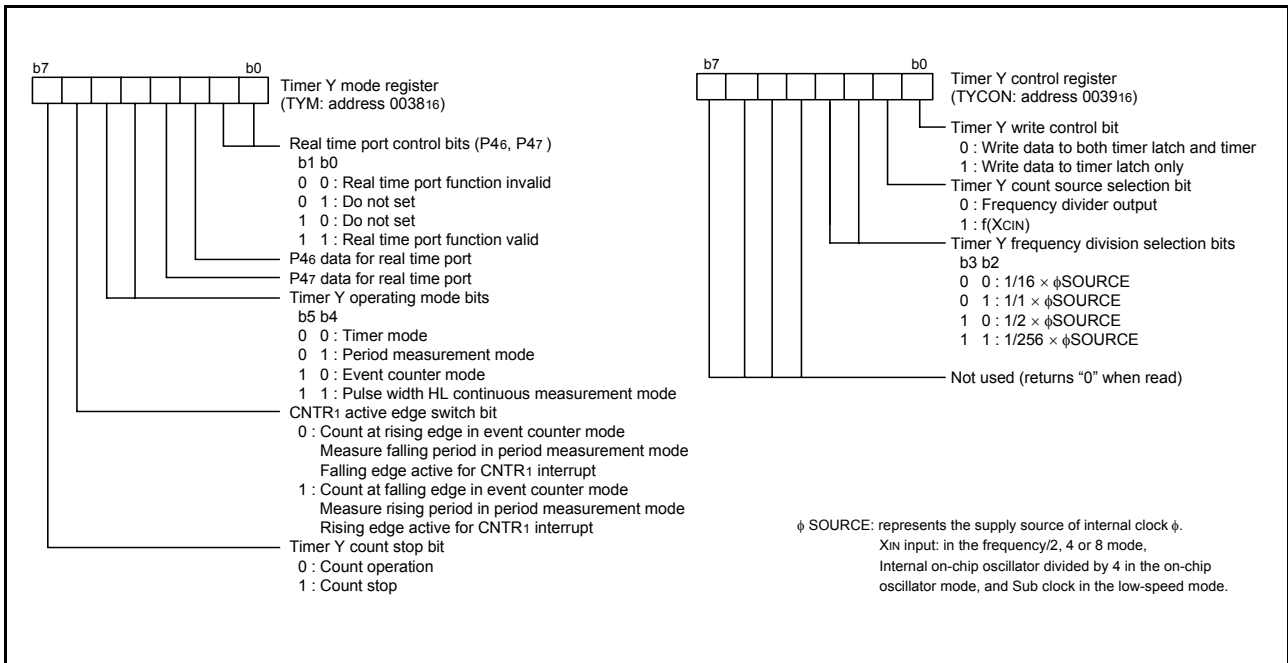 b7 b0
Timer Y mode register
(TYM: address 003816)
Real time port control bits (P46, P47 )
b1 b0
0 0 : Real time port function invalid
0 1 : Do not set
1 0 : Do not set
1 1 : Real time port function valid
P46 data for real time port
P47 data for real time port
Timer Y operating mode bits
b5 b4
0 0 : Timer mode
0 1 : Period measurement mode
1 0 : Event counter mode
1 1 : Pulse width HL continuous measurement mode
CNTR1 active edge switch bit
0 : Count at rising edge in event counter mode
Measure falling period in period measurement mode
Falling edge active for CNTR1 interrupt
1 : Count at falling edge in event counter mode
Measure rising period in period measurement mode
Rising edge active for CNTR1 interrupt
Timer Y count stop bit
0 : Count operation
1 : Count stop
b7 b0
Timer Y control register
(TYCON: address 003916)
Timer Y write control bit
0 : Write data to both timer latch and timer
1 : Write data to timer latch only
Timer Y count source selection bit
0 : Frequency divider output
1 : f(XCIN)
Timer Y frequency division selection bits
b3 b2
0 0 : 1/16 × ϕSOURCE
0 1 : 1/1 × ϕSOURCE
1 0 : 1/2 × ϕSOURCE
1 1 : 1/256 × ϕSOURCE
Not used (returns “0” when read)
ϕ SOURCE: represents the supply source of internal clock ϕ.
XIN input: in the frequency/2, 4 or 8 mode,
Internal on-chip oscillator divided by 4 in the on-chip
oscillator mode, and Sub clock in the low-speed mode.